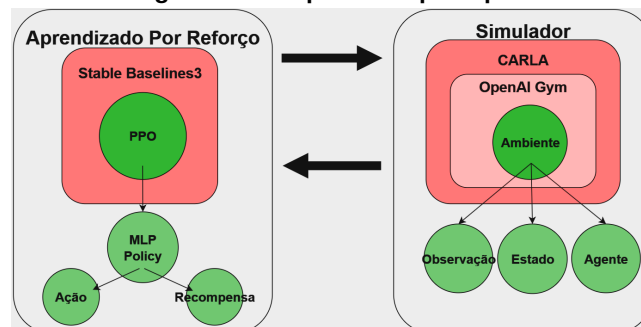 Aprendizado Por Reforço
Stable Baselines3
PPO
MLP
Policy
Ação
Recompensa
Simulador
CARLA
OpenAI Gym
Ambiente
Observação
Estado
Agente